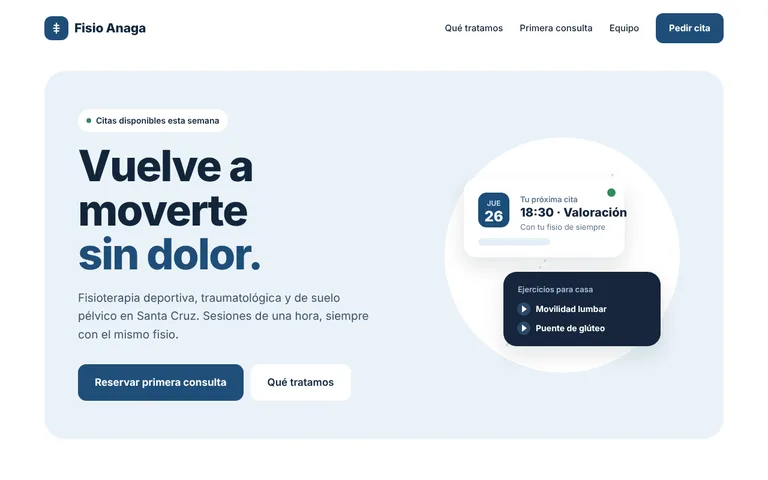 Fisio Anaga
Qué tratamos
Primera consulta
Equipo
Pedir cita
Citas disponibles esta semana
Vuelve a
moverte
sin dolor.
Fisioterapia deportiva, traumatológica y de suelo
pélvico en Santa Cruz. Sesiones de una hora, siempre
con el mismo fisio.
Reservar primera consulta
Qué tratamos
JUE
26
Tu próxima cita
18:30 · Valoración
Con tu fisio de siempre
Ejercicios para casa
Movilidad lumbar
Puente de glúteo